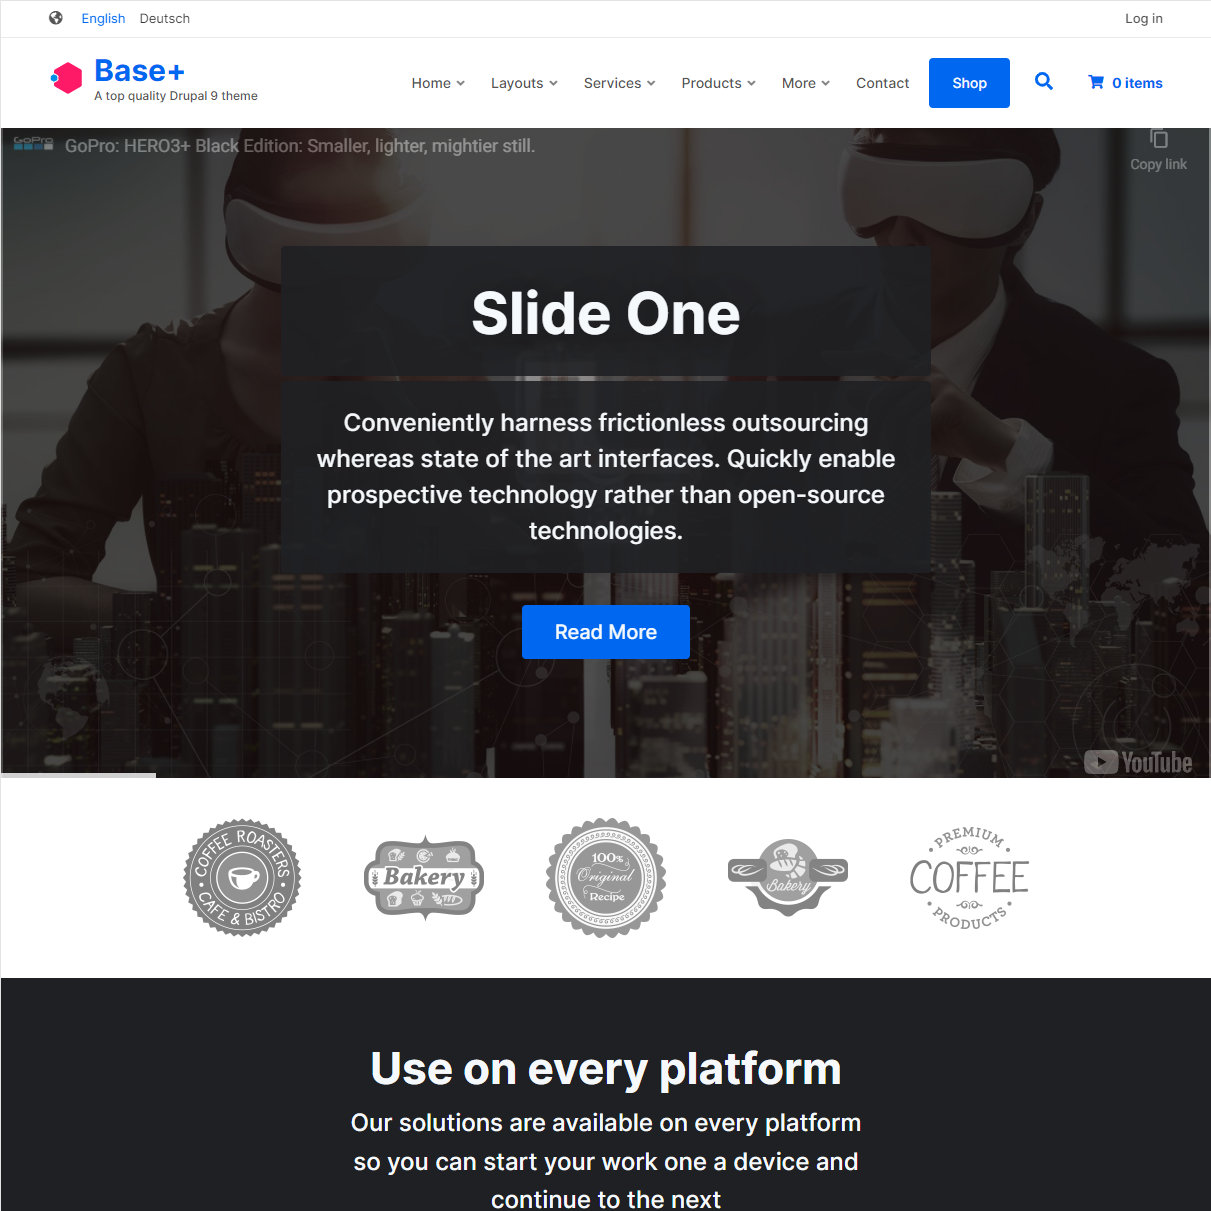 English Deutsch Log in
Base+
A top quality Drupal 9 theme
Home Layouts Services Products More Contact Shop 0 items
GoPro GoPro: HERO3+ Black Edition: Smaller, lighter, mightier still.
Copy link
Slide One
Conveniently harness frictionless outsourcing
whereas state of the art interfaces. Quickly enable
prospective technology rather than open-source
technologies.
Read More
YouTube
COFFEE ROASTERS
CAFE & BISTRO
Bakery
100%
Original
Recipe
Bakery
PREMIUM
COFFEE
PRODUCTS
Use on every platform
Our solutions are available on every platform
so you can start your work one a device and
continue to the next